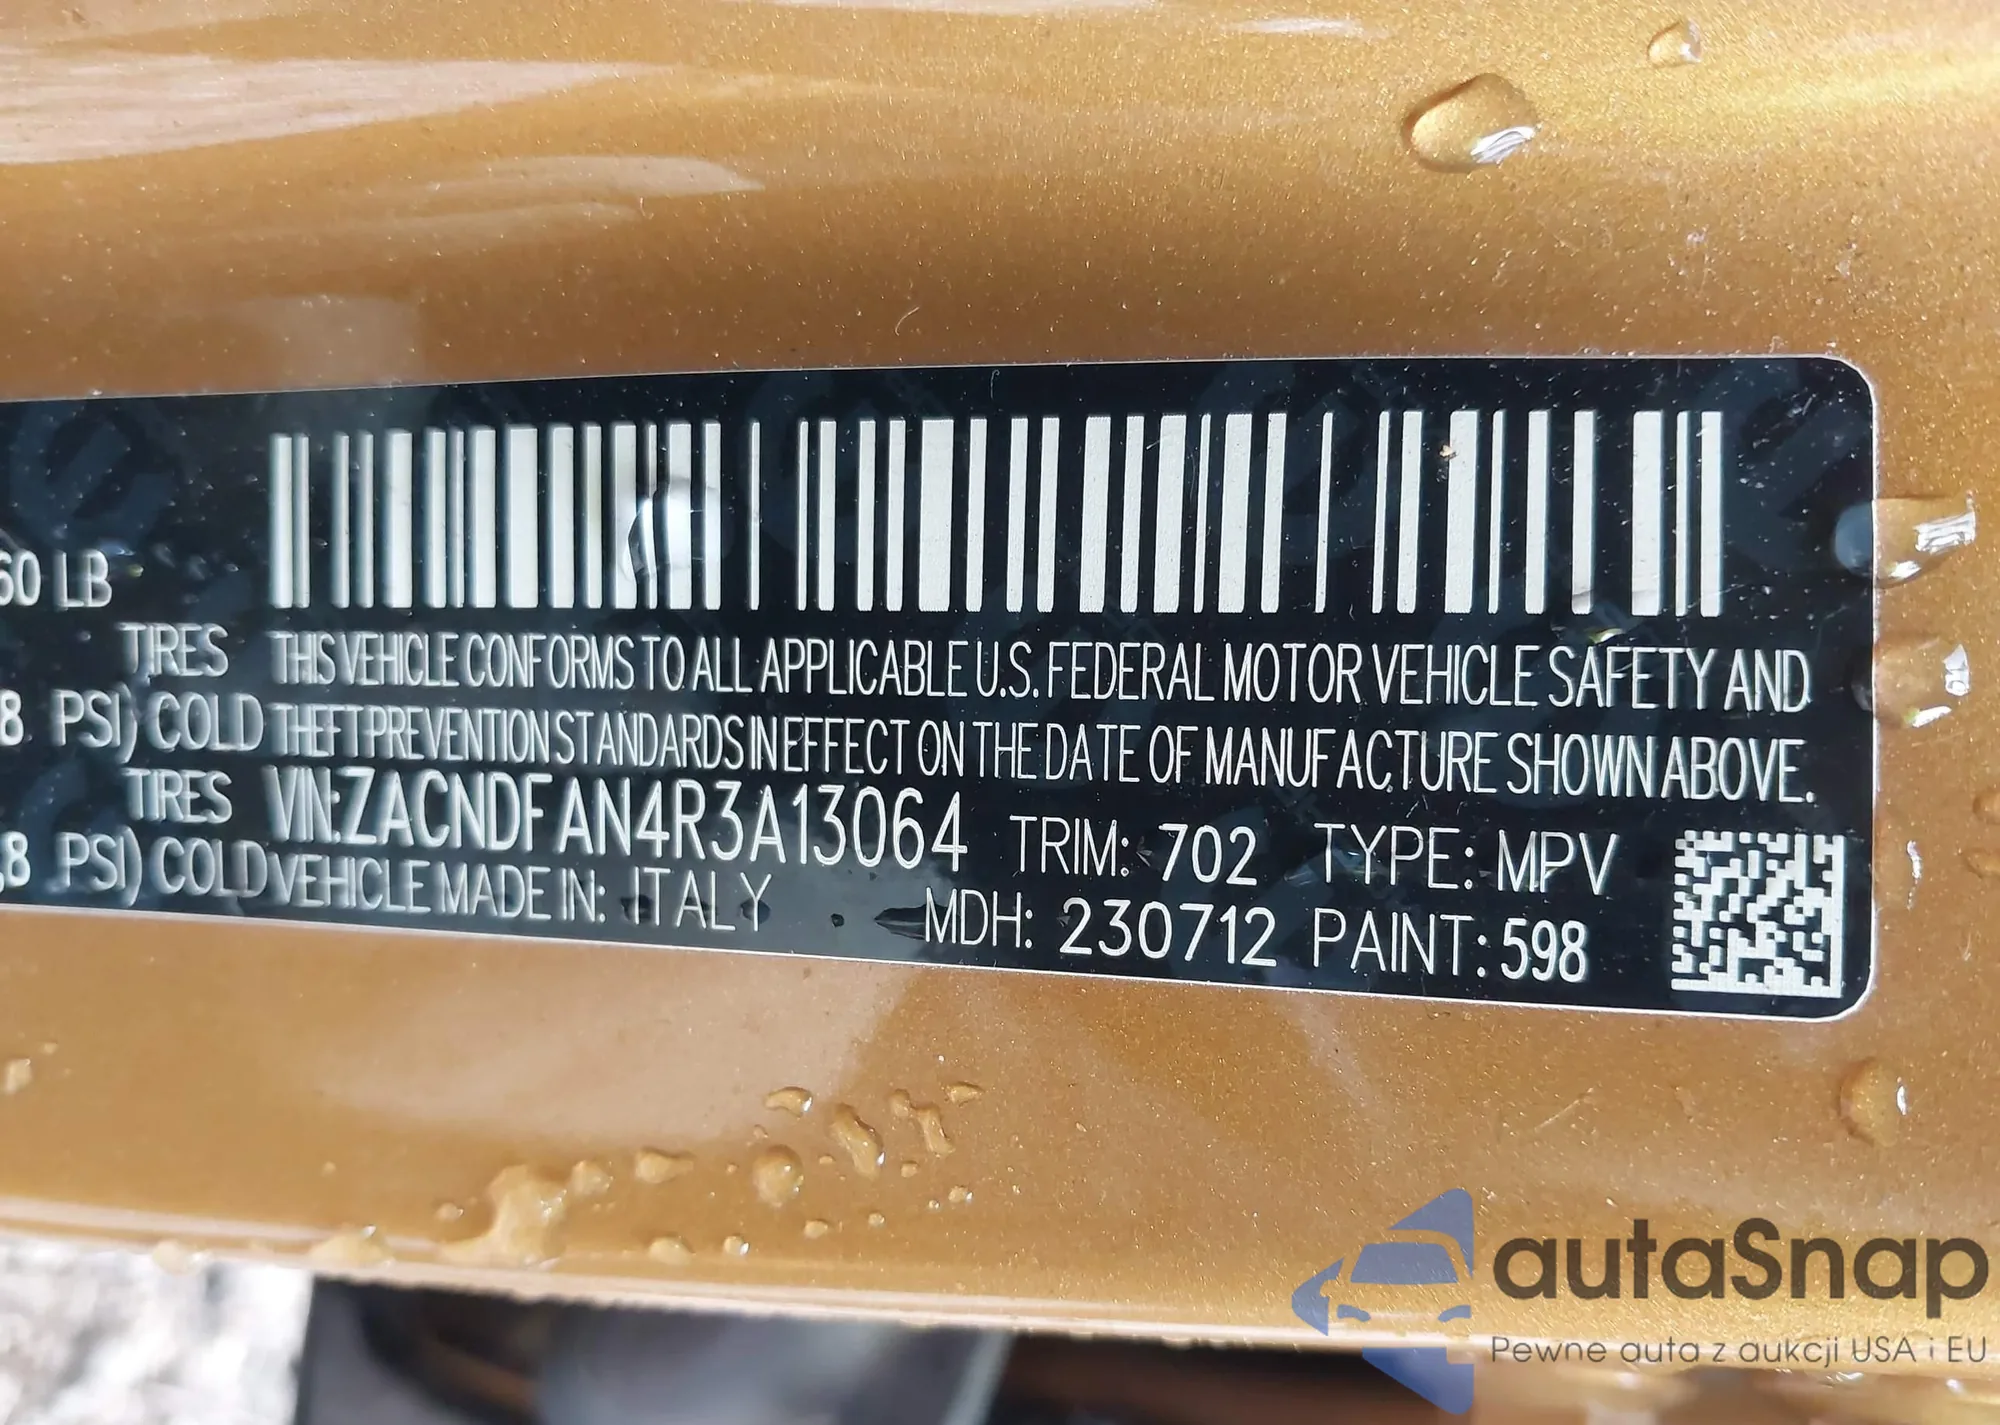 60 LB
TIRES
8 PSI) COLD
TIRES
,8 PSI) COLD
THIS VEHICLE CONFORMS TO ALL APPLICABLE U.S. FEDERAL MOTOR VEHICLE SAFETY AND
THEFT PREVENTION STANDARDS IN EFFECT ON THE DATE OF MANUFACTURE SHOWN ABOVE.
VIN:ZACNDFAN4R3A13064 TRIM: 702 TYPE: MPV
VEHICLE MADE IN: ITALY MDH: 230712 PAINT: 598
autaSnap
Pewne auta z aukcji USA i EU